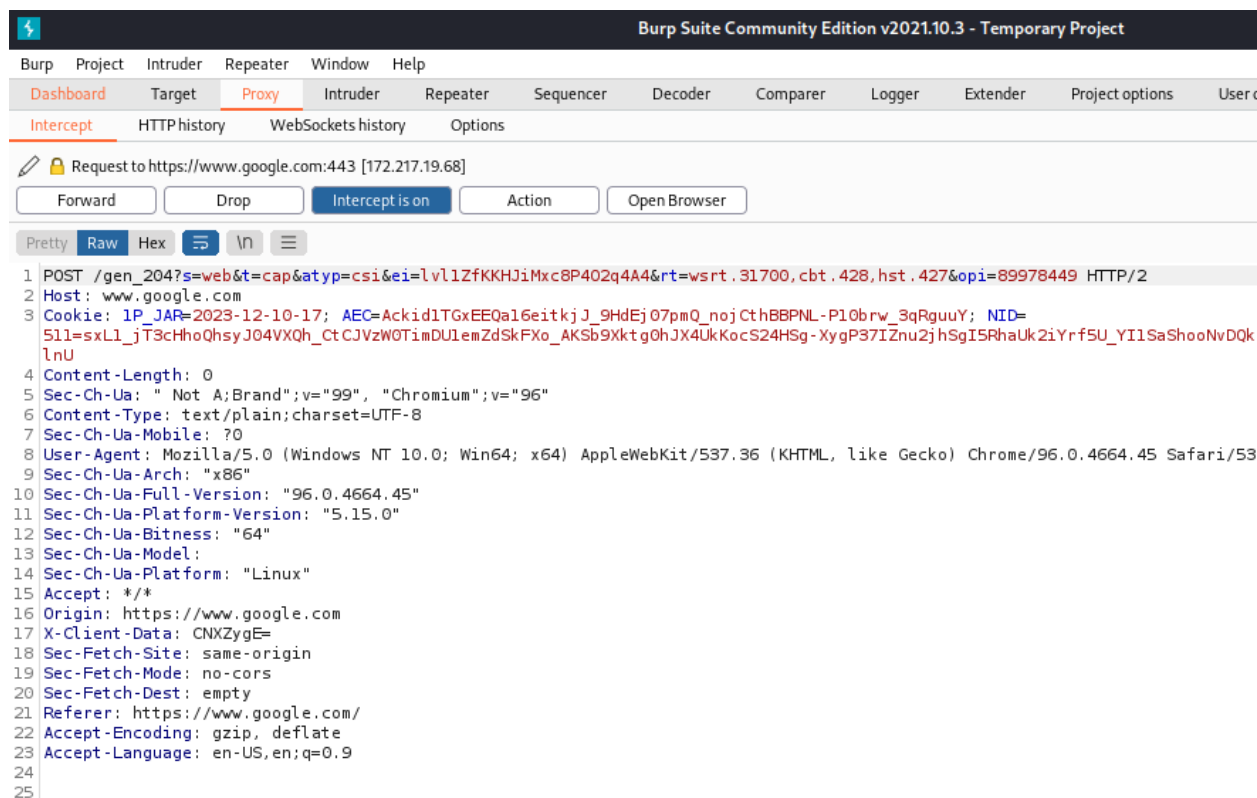 Burp Suite Community Edition v2021.10.3 - Temporary Project
Burp Project Intruder Repeater Window Help
Dashboard Target Proxy Intruder Repeater Sequencer Decoder Comparer Logger Extender Project options User
Intercept HTTP history WebSockets history Options
Request to https://www.google.com:443 [172.217.19.68]
Forward Drop Intercept is on Action Open Browser
Pretty Raw Hex \n
1 POST /gen_204?s=web&t=cap&atyp=csi&ei=lvl1ZfKKHJiMxc8P402q4A4&rt=wsrt.31700,cbt.428,hst.427&opi=89978449 HTTP/2
2 Host: www.google.com
3 Cookie: 1P_JAR=2023-12-10-17; AEC=Ackid1TGxEEQal6eitkjJ_9HdEj07pmQ_nojCthBBPNL-P10brw_3qRguuY; NID=
511=sxLl_jT3cHhoQhsyJ04VXQh_CtCJVzW0TimDUlemZdSkFXo_AKSb9Xktg0hJX4UkKocS24HSg-XygP37IZnu2jhSgI5RhaUk2iYrf5U_YI1SaShooNvDQk
lnU
4 Content-Length: 0
5 Sec-Ch-Ua: " Not A;Brand";v="99", "Chromium";v="96"
6 Content-Type: text/plain;charset=UTF-8
7 Sec-Ch-Ua-Mobile: ?0
8 User-Agent: Mozilla/5.0 (Windows NT 10.0; Win64; x64) AppleWebKit/537.36 (KHTML, like Gecko) Chrome/96.0.4664.45 Safari/53
9 Sec-Ch-Ua-Arch: "x86"
10 Sec-Ch-Ua-Full-Version: "96.0.4664.45"
11 Sec-Ch-Ua-Platform-Version: "5.15.0"
12 Sec-Ch-Ua-Bitness: "64"
13 Sec-Ch-Ua-Model:
14 Sec-Ch-Ua-Platform: "Linux"
15 Accept: */*
16 Origin: https://www.google.com
17 X-Client-Data: CNXZygE=
18 Sec-Fetch-Site: same-origin
19 Sec-Fetch-Mode: no-cors
20 Sec-Fetch-Dest: empty
21 Referer: https://www.google.com/
22 Accept-Encoding: gzip, deflate
23 Accept-Language: en-US,en;q=0.9
24
25